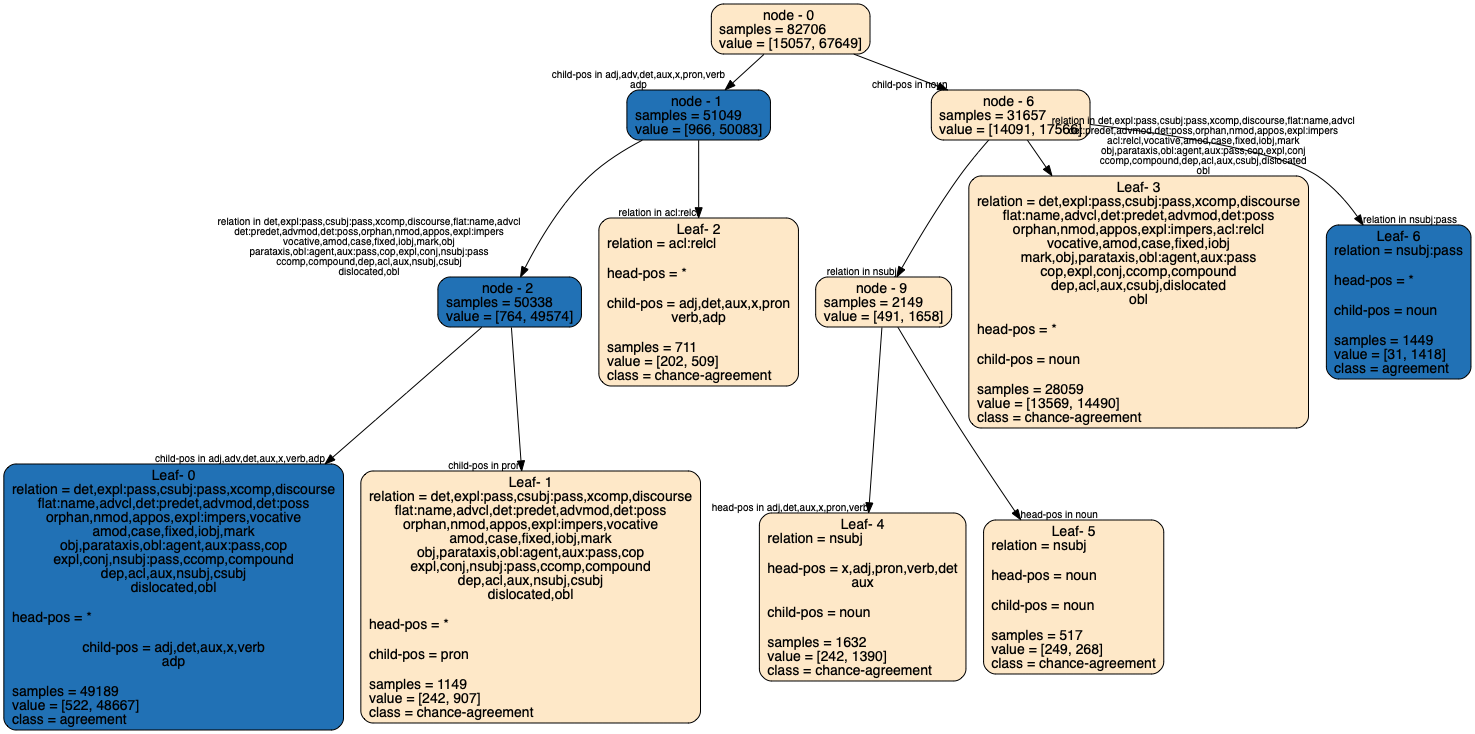 node - 0
samples = 82706
value = [15057, 67649]
child-pos in adj,adv,det,aux,x,pron,verb
adp
child-pos in noun
node - 1
samples = 51049
value = [966, 50083]
node - 6
samples = 31657
value = [14091, 17566]
relation in det,expl:pass,csubj:pass,xcomp,discourse,flat:name,advcl
det:predet,advmod,det:poss,orphan,nmod,appos,expl:impers
acl:relcl,vocative,amod,case,fixed,iobj,mark
obj,parataxis,obl:agent,aux:pass,cop,expl,conj
ccomp,compound,dep,acl,aux,csubj,dislocated
obl
relation in det,expl:pass,csubj:pass,xcomp,discourse,flat:name,advcl
det:predet,advmod,det:poss,orphan,nmod,appos,expl:impers
vocative,amod,case,fixed,iobj,mark,obj
parataxis,obl:agent,aux:pass,cop,expl,conj,nsubj:pass
ccomp,compound,dep,acl,aux,nsubj,csubj
dislocated,obl
relation in acl:relcl
Leaf- 2
relation = acl:relcl
head-pos = *
child-pos = adj,det,aux,x,pron
verb,adp
samples = 711
value = [202, 509]
class = chance-agreement
relation in nsubj
node - 2
samples = 50338
value = [764, 49574]
node - 9
samples = 2149
value = [491, 1658]
Leaf- 3
relation = det,expl:pass,csubj:pass,xcomp,discourse
flat:name,advcl,det:predet,advmod,det:poss
orphan,nmod,appos,expl:impers,acl:relcl
vocative,amod,case,fixed,iobj
mark,obj,parataxis,obl:agent,aux:pass
cop,expl,conj,ccomp,compound
dep,acl,aux,csubj,dislocated
obl
head-pos = *
child-pos = noun
samples = 28059
value = [13569, 14490]
class = chance-agreement
relation in nsubj:pass
Leaf- 6
relation = nsubj:pass
head-pos = *
child-pos = noun
samples = 1449
value = [31, 1418]
class = agreement
child-pos in adj,adv,det,aux,x,verb,adp
Leaf- 0
relation = det,expl:pass,csubj:pass,xcomp,discourse
flat:name,advcl,det:predet,advmod,det:poss
orphan,nmod,appos,expl:impers,vocative
amod,case,fixed,iobj,mark
obj,parataxis,obl:agent,aux:pass,cop
expl,conj,nsubj:pass,ccomp,compound
dep,acl,aux,nsubj,csubj
dislocated,obl
head-pos = *
child-pos = adj,det,aux,x,verb
adp
samples = 49189
value = [522, 48667]
class = agreement
child-pos in pron
Leaf- 1
relation = det,expl:pass,csubj:pass,xcomp,discourse
flat:name,advcl,det:predet,advmod,det:poss
orphan,nmod,appos,expl:impers,vocative
amod,case,fixed,iobj,mark
obj,parataxis,obl:agent,aux:pass,cop
expl,conj,nsubj:pass,ccomp,compound
dep,acl,aux,nsubj,csubj
dislocated,obl
head-pos = *
child-pos = pron
samples = 1149
value = [242, 907]
class = chance-agreement
head-pos in adj,det,aux,x,pron,verb
Leaf- 4
relation = nsubj
head-pos = x,adj,pron,verb,det
aux
child-pos = noun
samples = 1632
value = [242, 1390]
class = chance-agreement
head-pos in noun
Leaf- 5
relation = nsubj
head-pos = noun
child-pos = noun
samples = 517
value = [249, 268]
class = chance-agreement